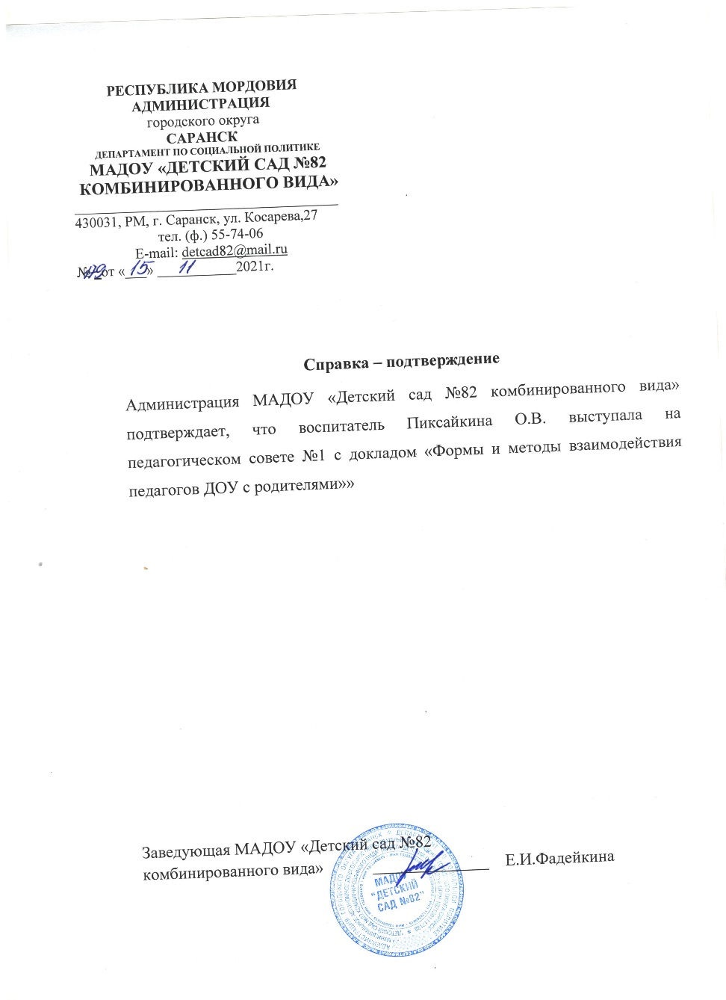 РЕСПУБЛИКА МОРДОВИЯ
АДМИНИСТРАЦИЯ
городского округа
САРАНСК
ДЕПАРТАМЕНТ ПО СОЦИАЛЬНОЙ ПОЛИТИКЕ
МАДОУ «ДЕТСКИЙ САД №82
КОМБИНИРОВАННОГО ВИДА»
430031, РМ, г. Саранск, ул. Косарева,27
тел. (ф.) 55-74-06
E-mail: detcad82@mail.ru
№ от «15» 11 2021г.
Справка – подтверждение
Администрация МАДОУ «Детский сад №82 комбинированного вида»
подтверждает, что воспитатель Пиксайкина О.В. выступала на
педагогическом совете №1 с докладом «Формы и методы взаимодействия
педагогов ДОУ с родителями»»
Заведующая МАДОУ «Детский сад №82
комбинированного вида» Е.И.Фадейкина
МАДОУ
"ДЕТСКИЙ
САД №82"